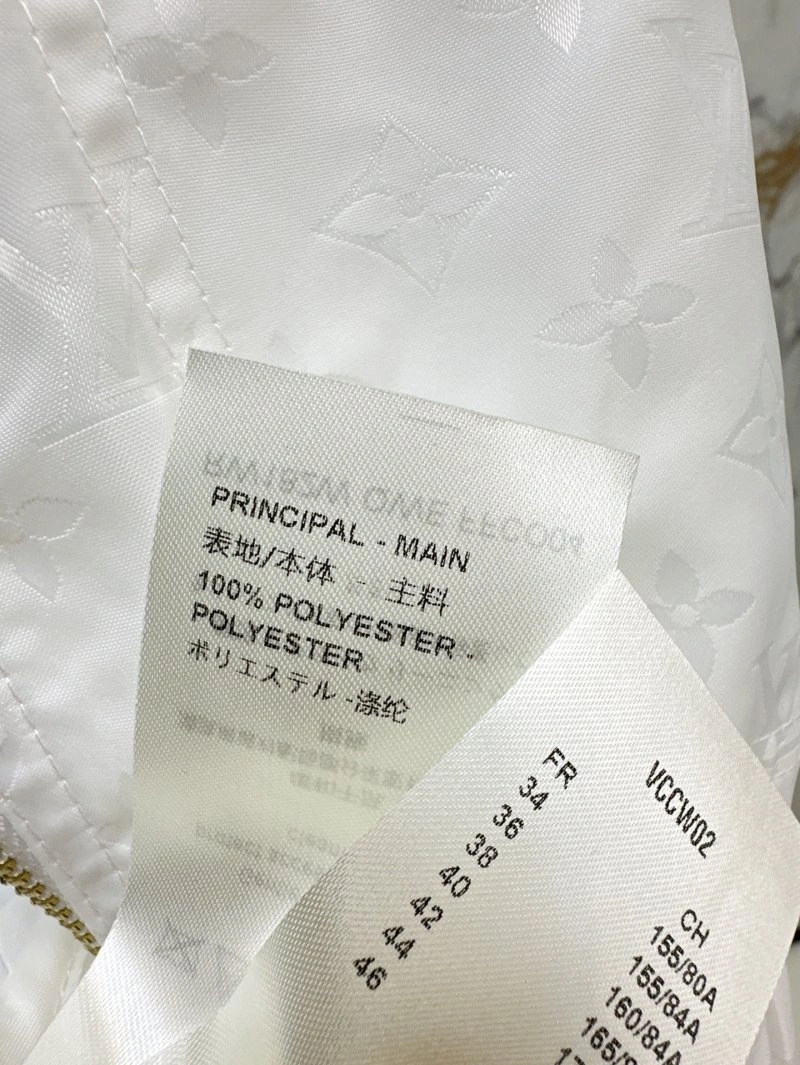 PRINCIPAL - MAIN
表地/本体 - 主料
100% POLYESTER -
POLYESTER
ポリエステル -涤纶
VCCW02
FR
34
36
38
40
42
44
46
CH
155/80A
155/84A
160/84A